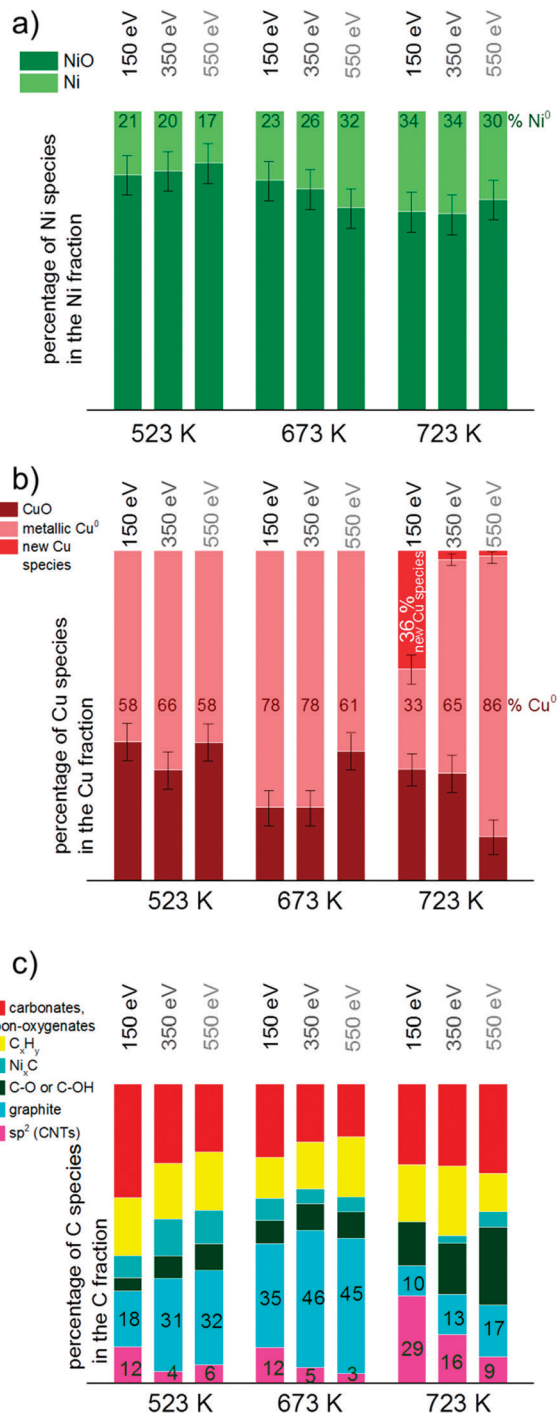 a)
150 eV 350 eV 550 eV 150 eV 350 eV 550 eV 150 eV 350 eV 550 eV
NiO
Ni
21 20 17 23 26 32 34 34 30 % Ni⁰
percentage of Ni species
in the Ni fraction
523 K 673 K 723 K
b)
150 eV 350 eV 550 eV 150 eV 350 eV 550 eV 150 eV 350 eV 550 eV
CuO
metallic Cu⁰
new Cu
species
36 %
new Cu species
58 66 58 78 78 61 33 65 86 % Cu⁰
percentage of Cu species
in the Cu fraction
523 K 673 K 723 K
c)
150 eV 350 eV 550 eV 150 eV 350 eV 550 eV 150 eV 350 eV 550 eV
carbonates,
on-oxygenates
CₓHᵧ
NiₓC
C-O or C-OH
graphite
sp² (CNTs)
percentage of C species
in the C fraction
18 31 32 35 46 45 10 13 17
12 4 6 12 5 3 29 16 9
523 K 673 K 723 K